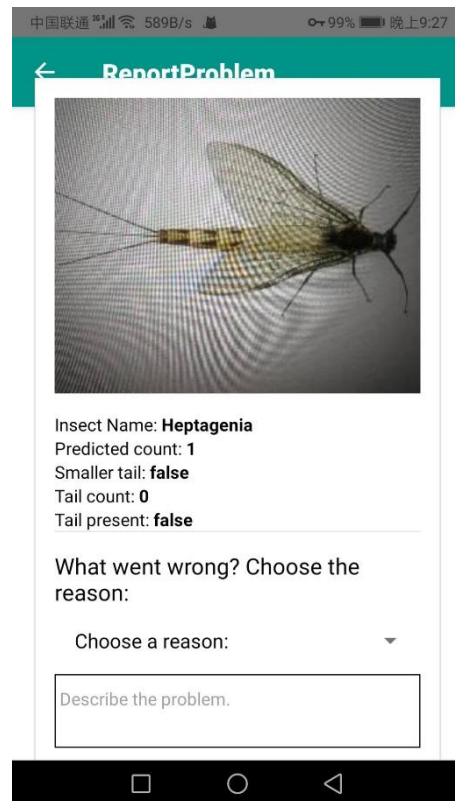 中国联通 589B/s 99% 晚上9:27
ReportProblem
Insect Name: Heptagenia
Predicted count: 1
Smaller tail: false
Tail count: 0
Tail present: false
What went wrong? Choose the
reason:
Choose a reason:
Describe the problem.